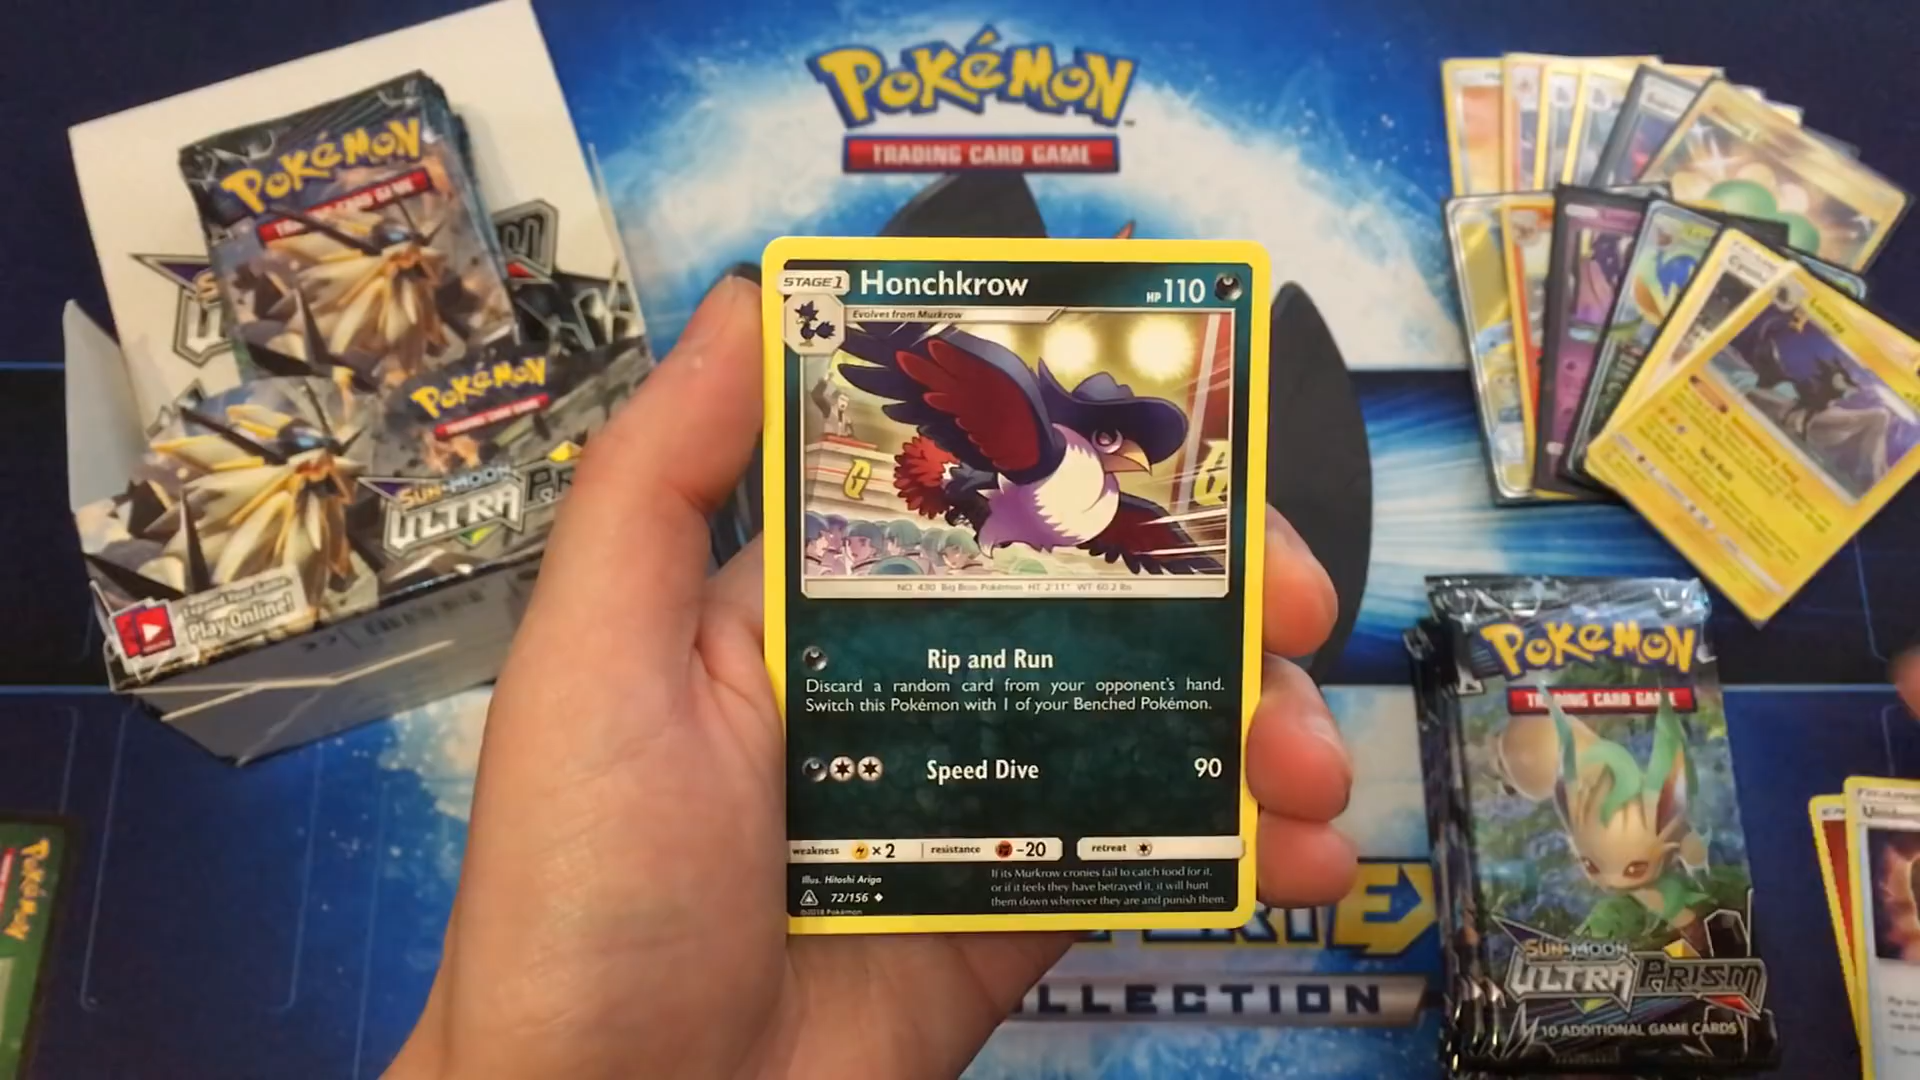 POKéMON
TRADING CARD GAME
POKéMON
POKéMON
SUN & MOON
ULTRA
Play Online!
STAGE 1
Honchkrow
HP 110
Evolves from Murkrow
NO. 430 Big Boss Pokémon HT: 2'11" WT: 60.2 lbs
Rip and Run
Discard a random card from your opponent's hand.
Switch this Pokémon with 1 of your Benched Pokémon.
Speed Dive 90
weakness ×2 resistance -20 retreat
Illus. Hitoshi Ariga
72/156
©2018 Pokémon
If its Murkrow cronies fail to catch food for it,
or if it feels they have betrayed it, it will hunt
them down wherever they are and punish them.
Luxray
POKéMON
TRADING CARD GAME
SUN & MOON
ULTRA PRISM
10 ADDITIONAL GAME CARDS
LLECTION
POKéMON